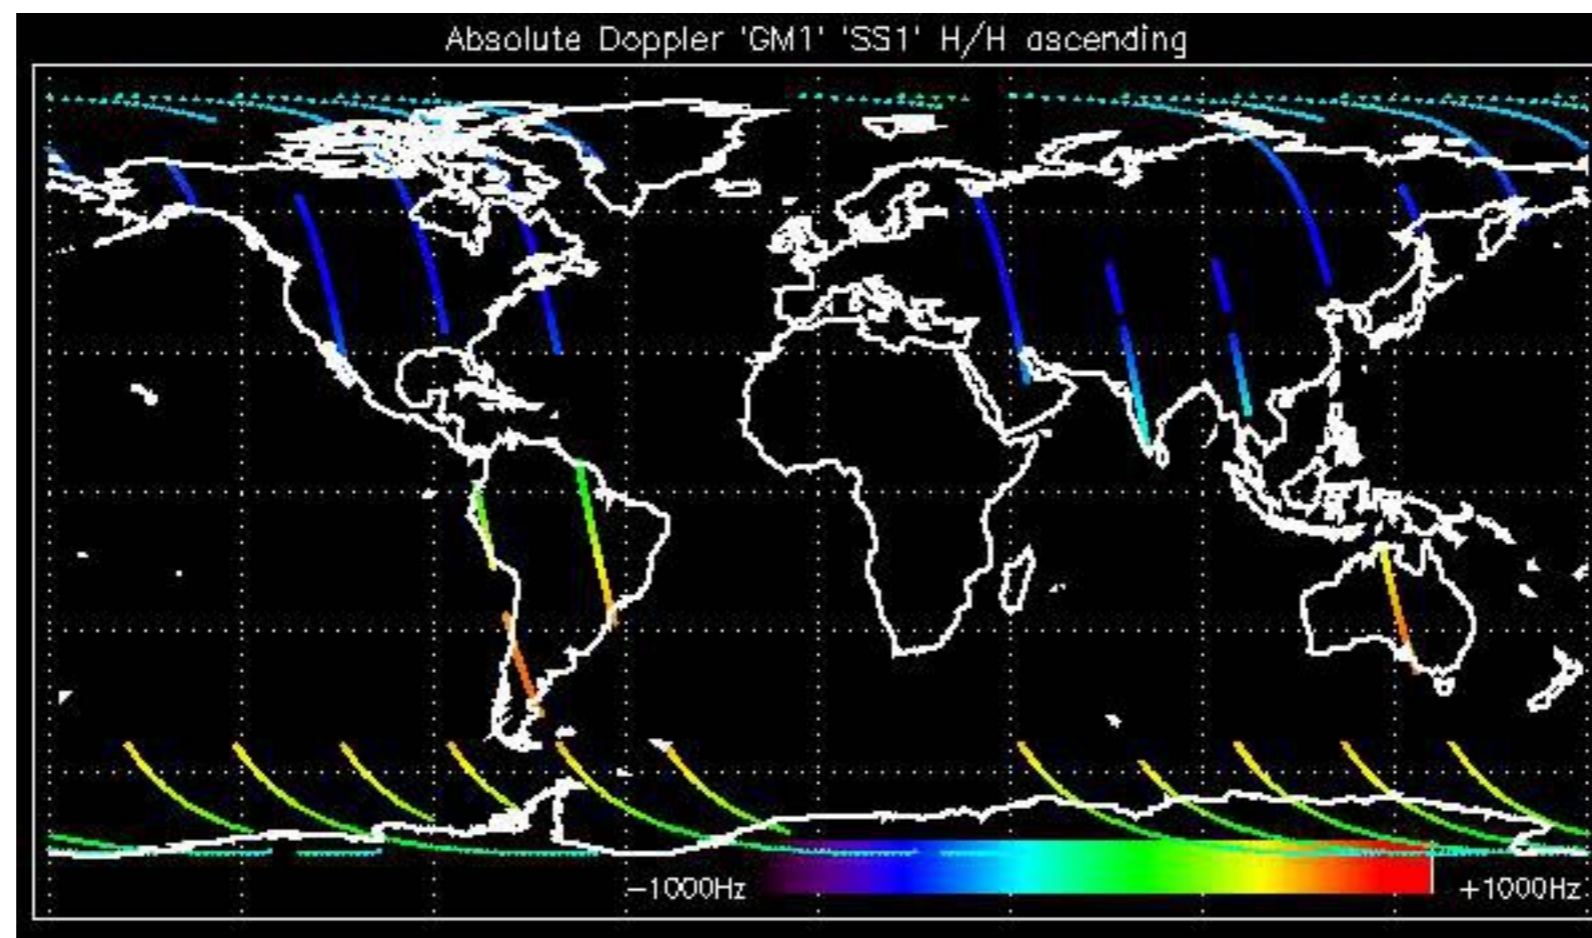 Absolute Doppler 'GM1' 'SS1' H/H ascending
−1000Hz
+1000Hz